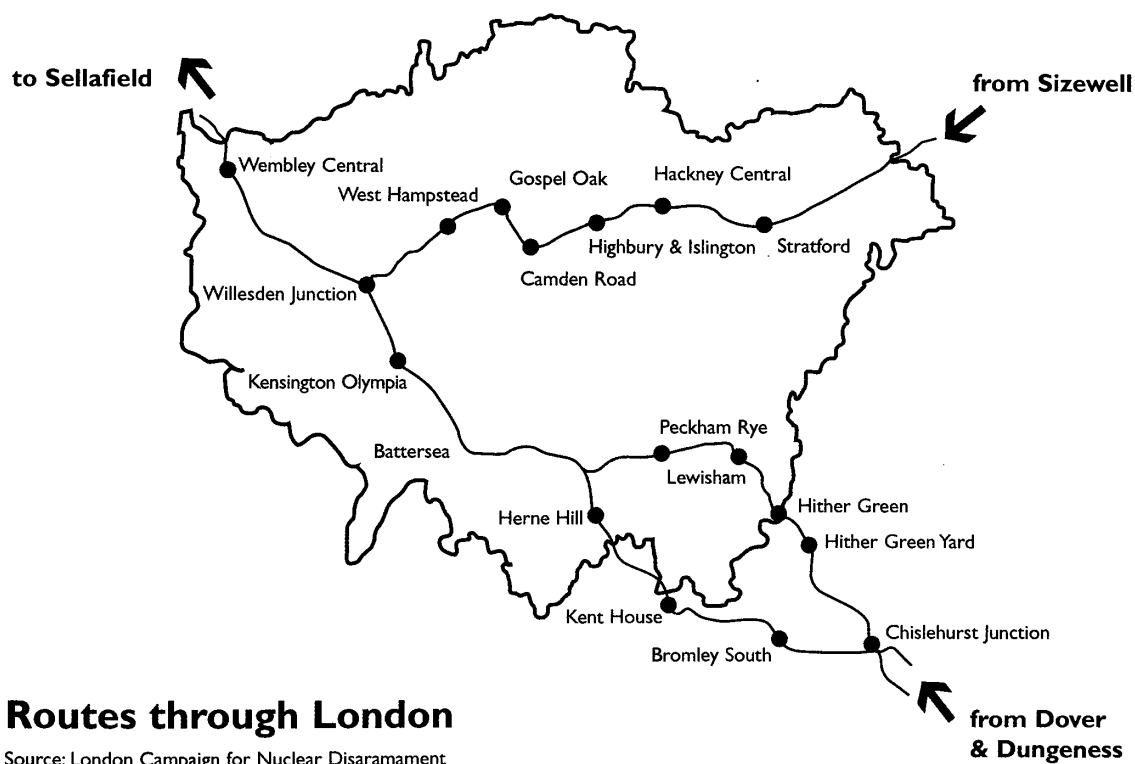 to Sellafield
from Sizewell
Wembley Central
West Hampstead
Gospel Oak
Hackney Central
Highbury & Islington
Stratford
Camden Road
Willesden Junction
Kensington Olympia
Battersea
Peckham Rye
Lewisham
Herne Hill
Hither Green
Hither Green Yard
Kent House
Bromley South
Chislehurst Junction
from Dover
& Dungeness
Routes through London
Source: London Campaign for Nuclear Disaramament